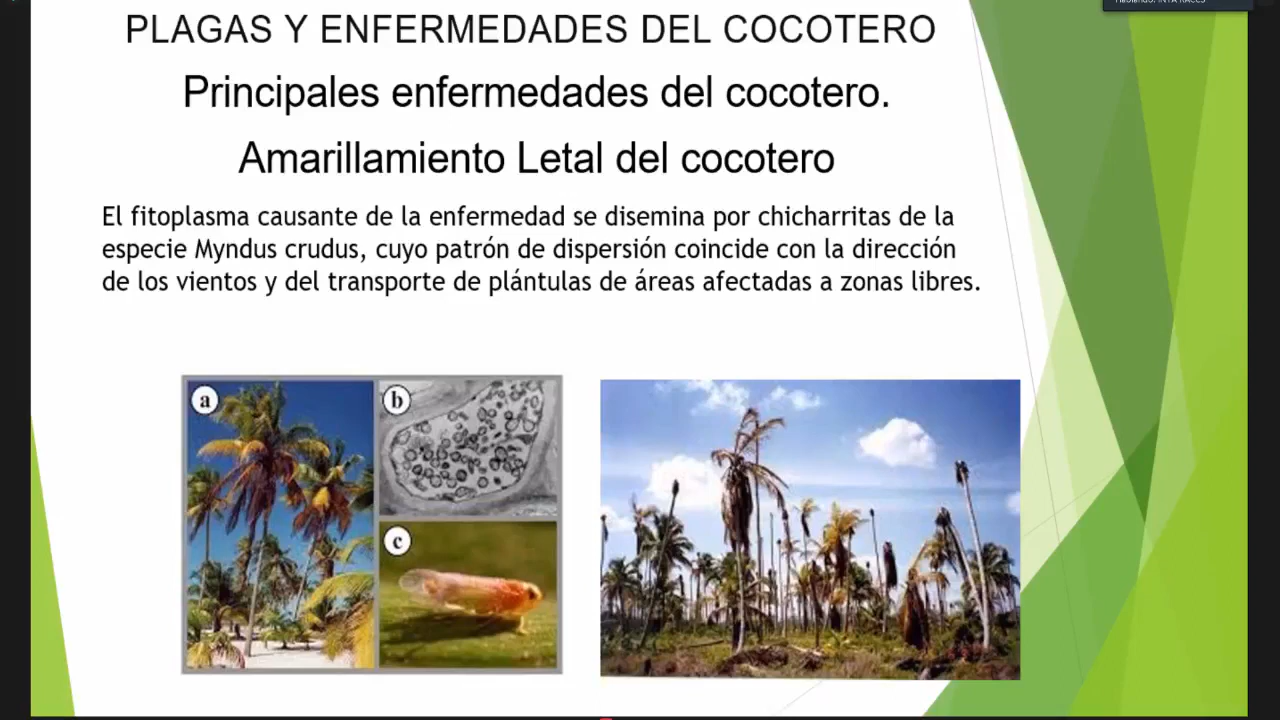 PLAGAS Y ENFERMEDADES DEL COCOTERO
Principales enfermedades del cocotero.
Amarillamiento Letal del cocotero
El fitoplasma causante de la enfermedad se disemina por chicharritas de la
especie Myndus crudus, cuyo patrón de dispersión coincide con la dirección
de los vientos y del transporte de plántulas de áreas afectadas a zonas libres.
a
b
c